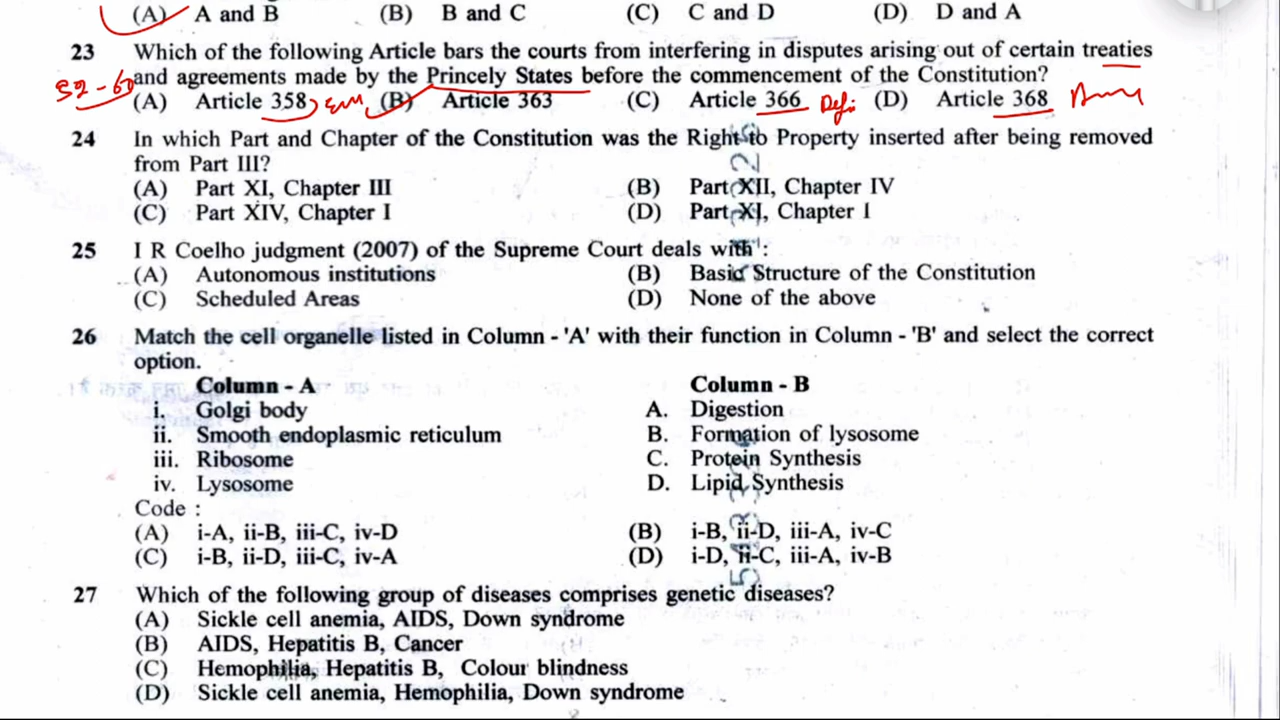 (A) A and B (B) B and C (C) C and D (D) D and A
23 Which of the following Article bars the courts from interfering in disputes arising out of certain treaties
52-60 and agreements made by the Princely States before the commencement of the Constitution?
(A) Article 358 Em (B) Article 363 (C) Article 366 Defi: (D) Article 368
24 In which Part and Chapter of the Constitution was the Right to Property inserted after being removed
from Part III?
(A) Part XI, Chapter III (B) Part XII, Chapter IV
(C) Part XIV, Chapter I (D) Part XI, Chapter I
25 I R Coelho judgment (2007) of the Supreme Court deals with :
(A) Autonomous institutions (B) Basic Structure of the Constitution
(C) Scheduled Areas (D) None of the above
26 Match the cell organelle listed in Column - 'A' with their function in Column - 'B' and select the correct
option.
Column - A Column - B
i. Golgi body A. Digestion
ii. Smooth endoplasmic reticulum B. Formation of lysosome
iii. Ribosome C. Protein Synthesis
iv. Lysosome D. Lipid Synthesis
Code :
(A) i-A, ii-B, iii-C, iv-D (B) i-B, ii-D, iii-A, iv-C
(C) i-B, ii-D, iii-C, iv-A (D) i-D, ii-C, iii-A, iv-B
27 Which of the following group of diseases comprises genetic diseases?
(A) Sickle cell anemia, AIDS, Down syndrome
(B) AIDS, Hepatitis B, Cancer
(C) Hemophilia, Hepatitis B, Colour blindness
(D) Sickle cell anemia, Hemophilia, Down syndrome